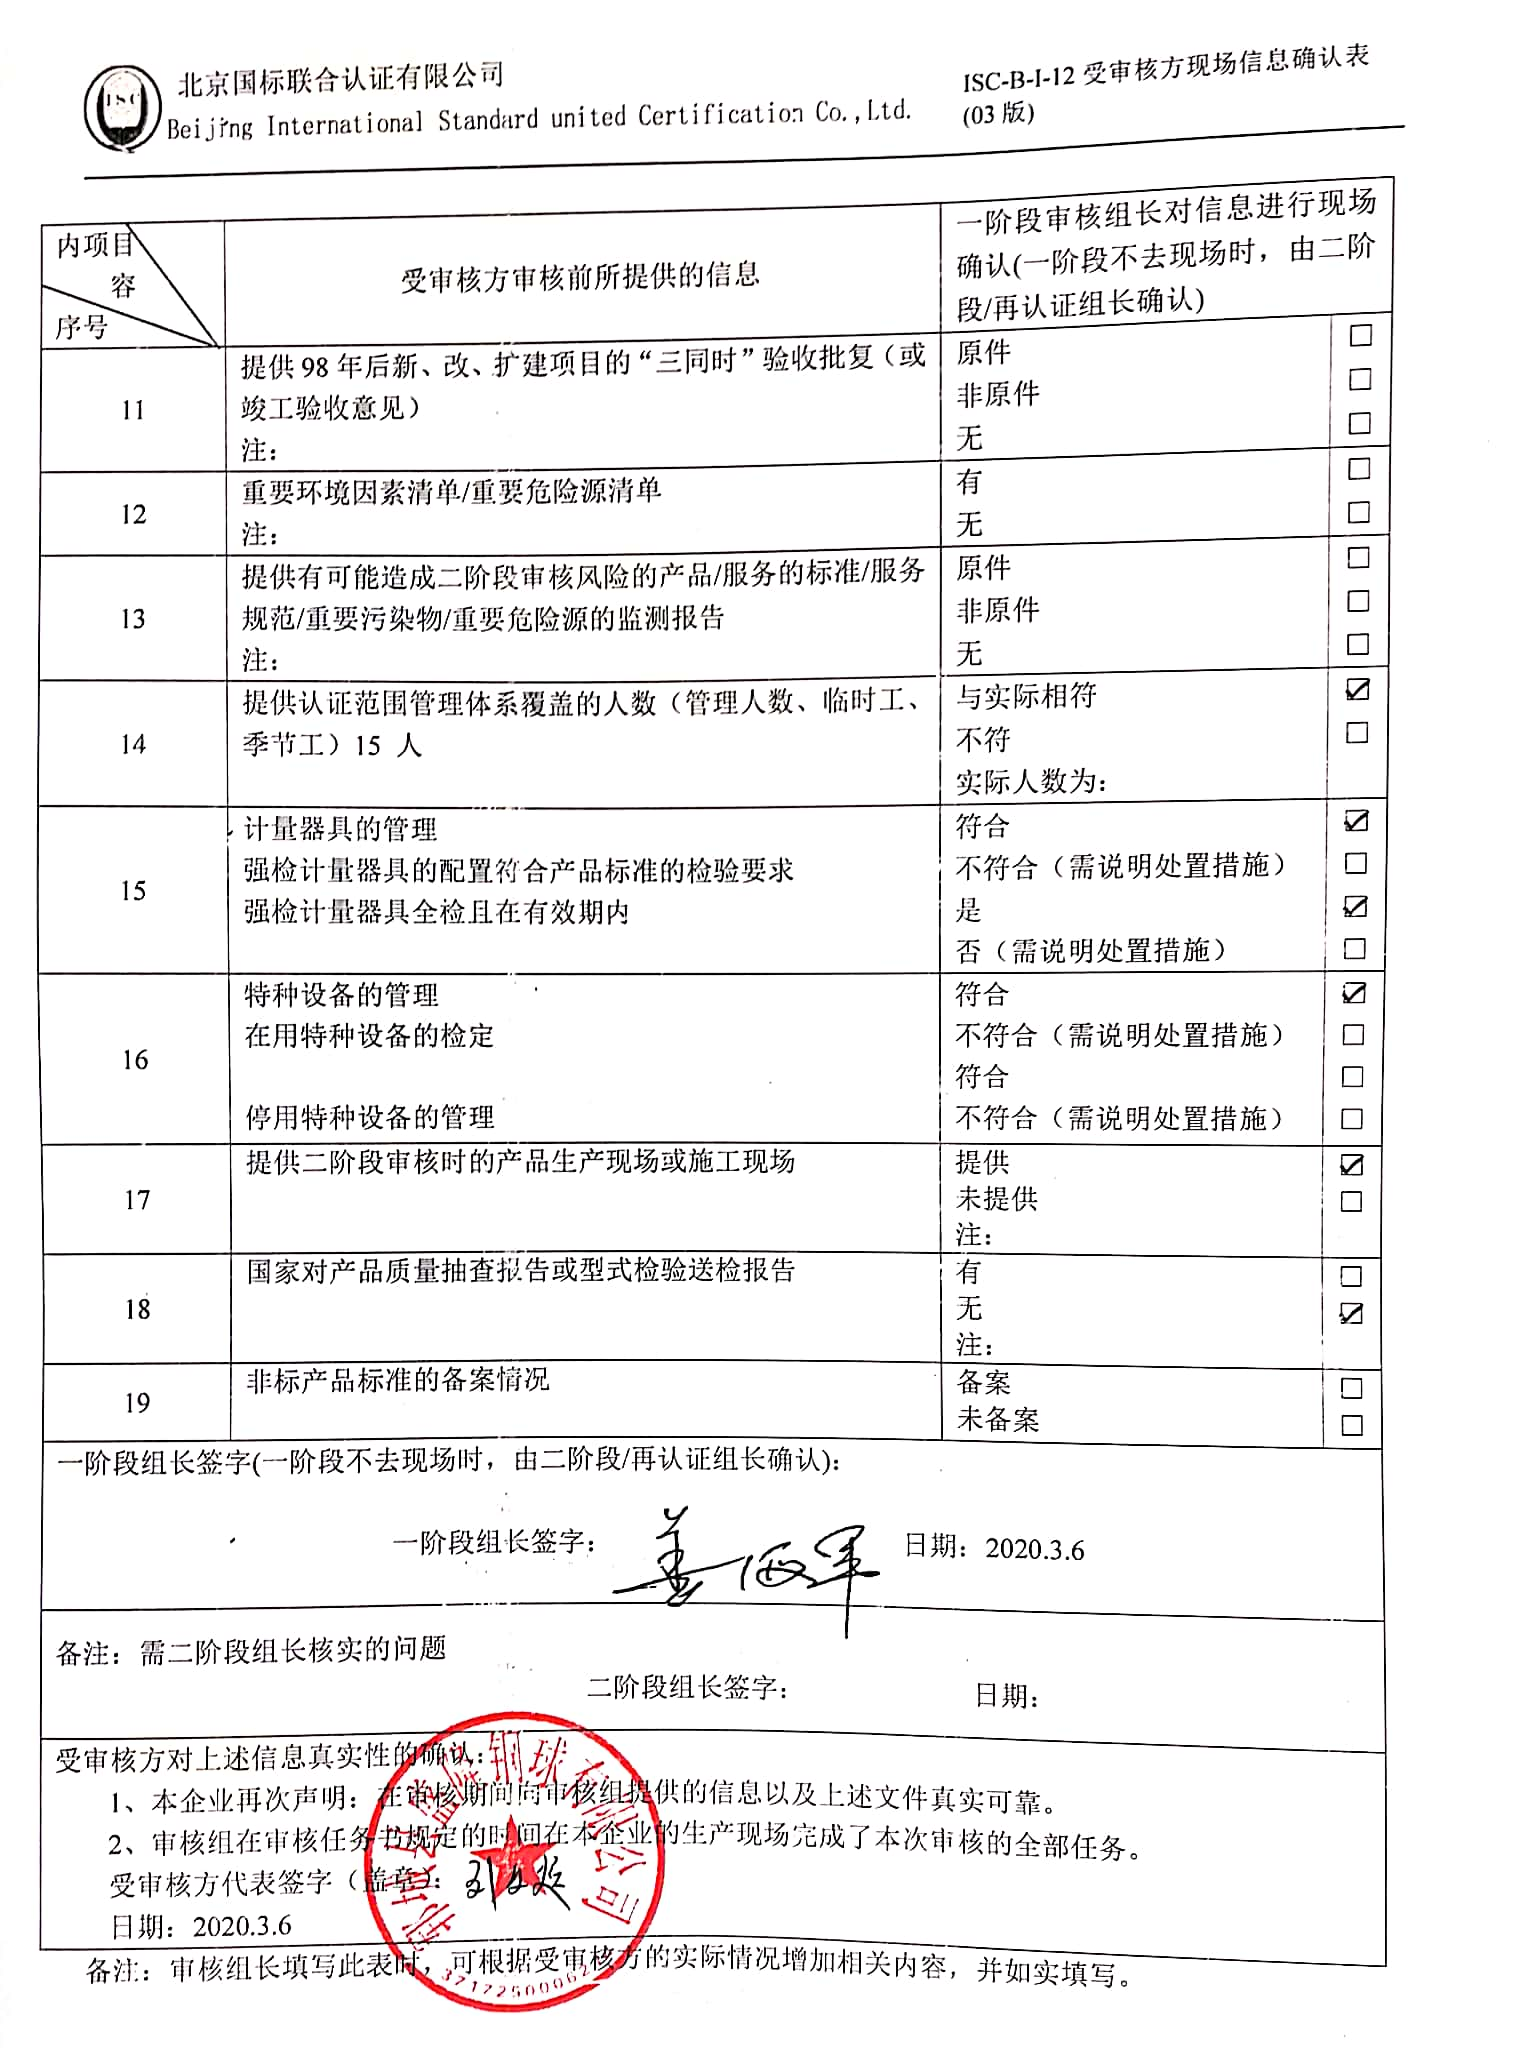 ISC
北京国标联合认证有限公司
Beijing International Standard united Certification Co.,Ltd.
ISC-B-I-12 受审核方现场信息确认表
(03 版)
内项目
容
序号
受审核方审核前所提供的信息
一阶段审核组长对信息进行现场
确认(一阶段不去现场时，由二阶
段/再认证组长确认)
11
提供 98 年后新、改、扩建项目的“三同时”验收批复（或
竣工验收意见）
注：
原件 □
非原件 □
无 □
12
重要环境因素清单/重要危险源清单
注：
有 □
无 □
13
提供有可能造成二阶段审核风险的产品/服务的标准/服务
规范/重要污染物/重要危险源的监测报告
注：
原件 □
非原件 □
无 □
14
提供认证范围管理体系覆盖的人数（管理人数、临时工、
季节工）15 人
与实际相符 ☑
不符 □
实际人数为：
15
计量器具的管理
强检计量器具的配置符合产品标准的检验要求
强检计量器具全检且在有效期内
符合 ☑
不符合（需说明处置措施） □
是 ☑
否（需说明处置措施） □
16
特种设备的管理
在用特种设备的检定
停用特种设备的管理
符合 ☑
不符合（需说明处置措施） □
符合 □
不符合（需说明处置措施） □
17
提供二阶段审核时的产品生产现场或施工现场
提供 ☑
未提供 □
注：
18
国家对产品质量抽查报告或型式检验送检报告
有 □
无 ☑
注：
19
非标产品标准的备案情况
备案 □
未备案 □
一阶段组长签字(一阶段不去现场时，由二阶段/再认证组长确认)：
一阶段组长签字： 姜海军 日期：2020.3.6
备注：需二阶段组长核实的问题
二阶段组长签字： 日期：
受审核方对上述信息真实性的确认：
1、本企业再次声明：在审核期间向审核组提供的信息以及上述文件真实可靠。
2、审核组在审核任务书规定的时间在本企业的生产现场完成了本次审核的全部任务。
受审核方代表签字（盖章）：
日期：2020.3.6
钢球有限公司
备注：审核组长填写此表时，可根据受审核方的实际情况增加相关内容，并如实填写。